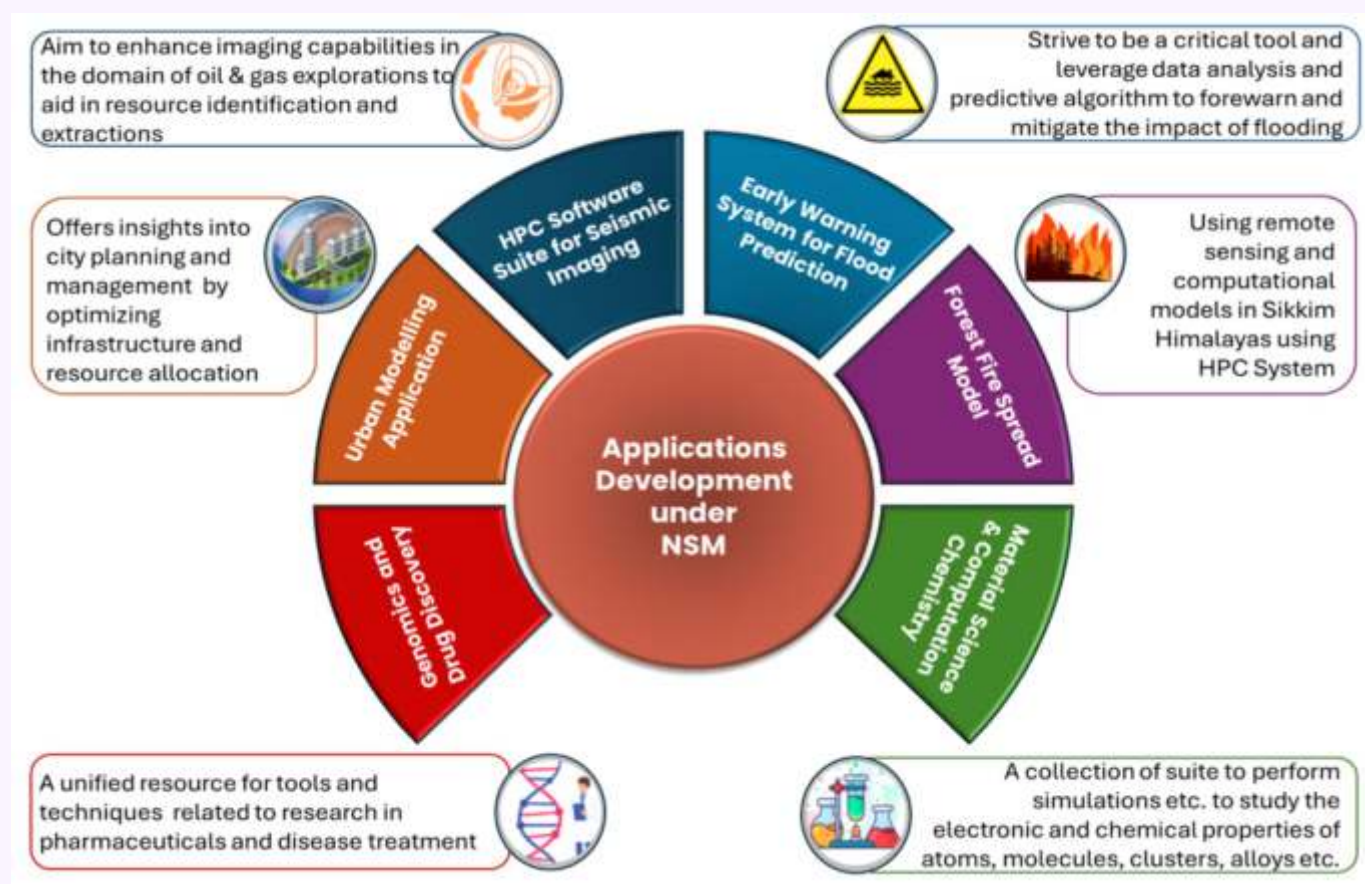 Aim to enhance imaging capabilities in
the domain of oil & gas explorations to
aid in resource identification and
extractions
Strive to be a critical tool and
leverage data analysis and
predictive algorithm to forewarn and
mitigate the impact of flooding
Offers insights into
city planning and
management by
optimizing
infrastructure and
resource allocation
HPC Software
Suite for Seismic
Imaging
Early Warning
System for Flood
Prediction
Using remote
sensing and
computational
models in Sikkim
Himalayas using
HPC System
Urban Modelling
Application
Forest Fire Spread
Model
Applications
Development
under
NSM
Genomics and
Drug Discovery
Material Science
& Computation
Chemistry
A unified resource for tools and
techniques related to research in
pharmaceuticals and disease treatment
A collection of suite to perform
simulations etc. to study the
electronic and chemical properties of
atoms, molecules, clusters, alloys etc.